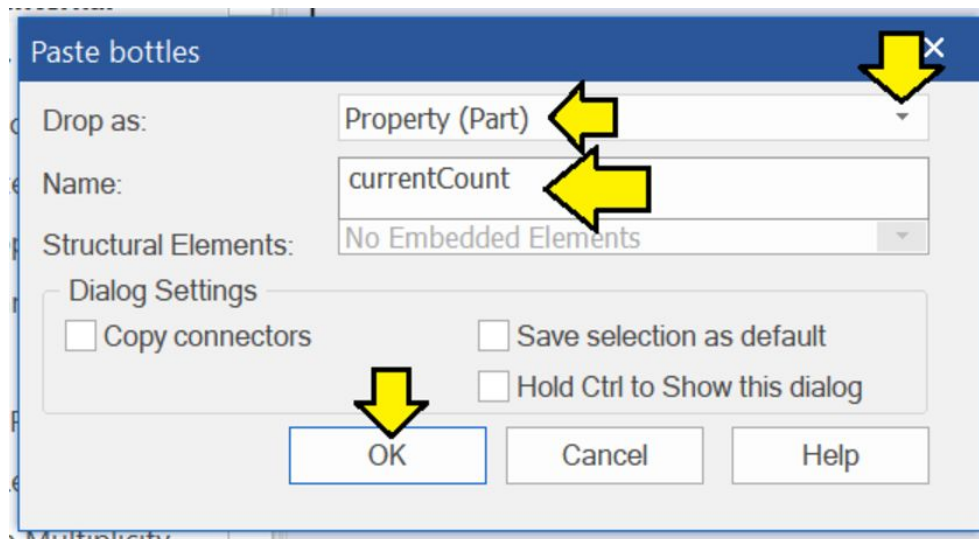 Paste bottles
Drop as: Property (Part)
Name: currentCount
Structural Elements: No Embedded Elements
Dialog Settings
Copy connectors Save selection as default
Hold Ctrl to Show this dialog
OK Cancel Help
Multiplicity